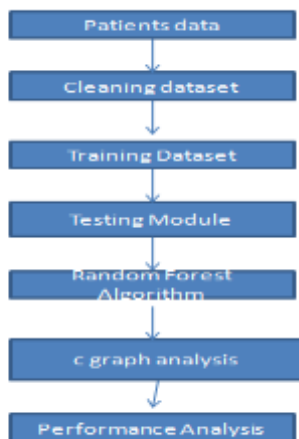 Patients data
Cleaning dataset
Training Dataset
Testing Module
Random Forest
Algorithm
c graph analysis
Performance Analysis